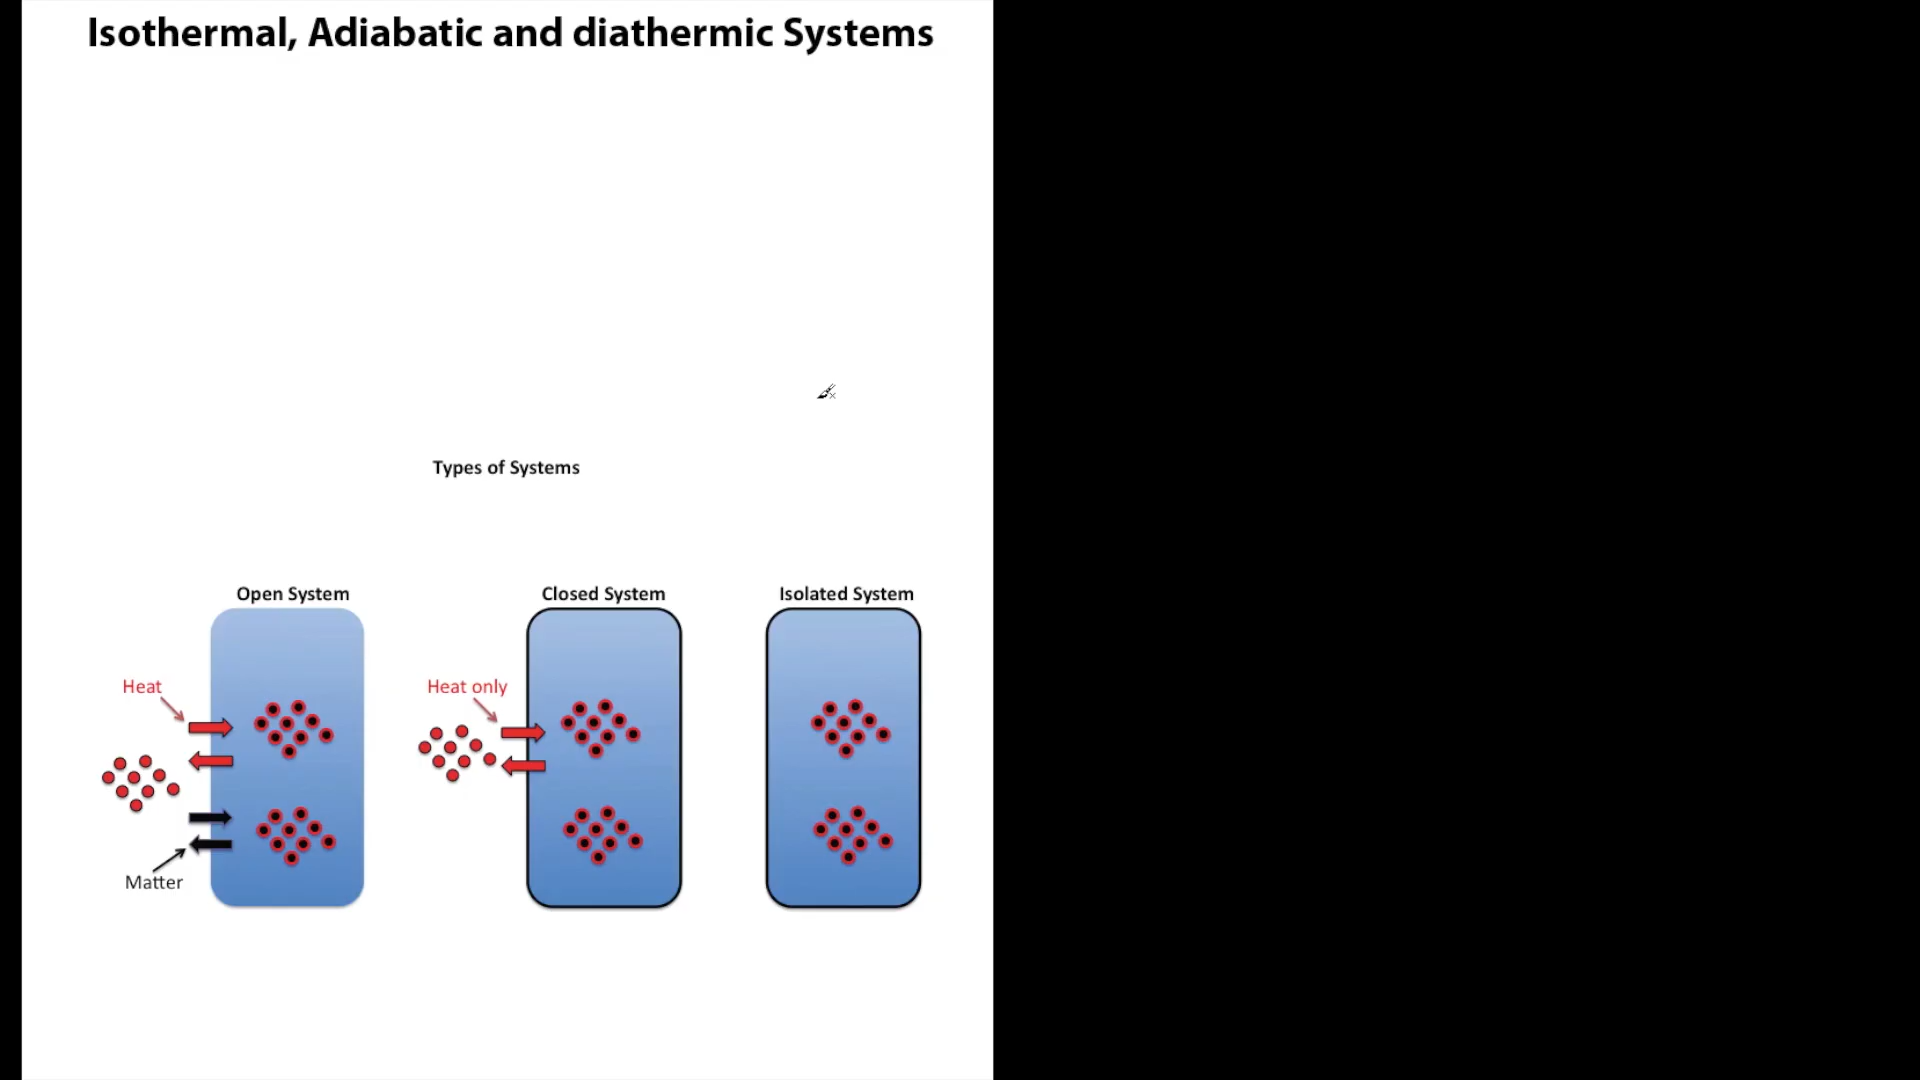 Isothermal, Adiabatic and diathermic Systems
Types of Systems
Open System
Closed System
Isolated System
Heat
Heat only
Matter